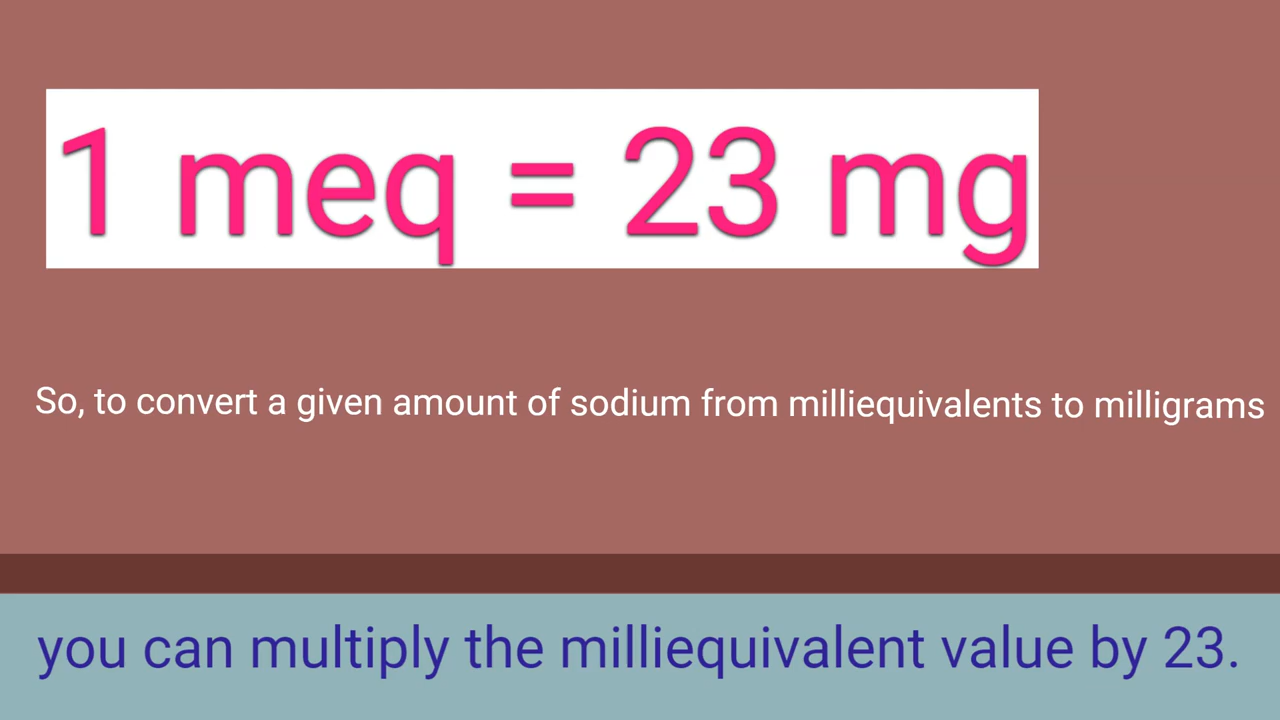 1 meq = 23 mg
So, to convert a given amount of sodium from milliequivalents to milligrams
you can multiply the milliequivalent value by 23.